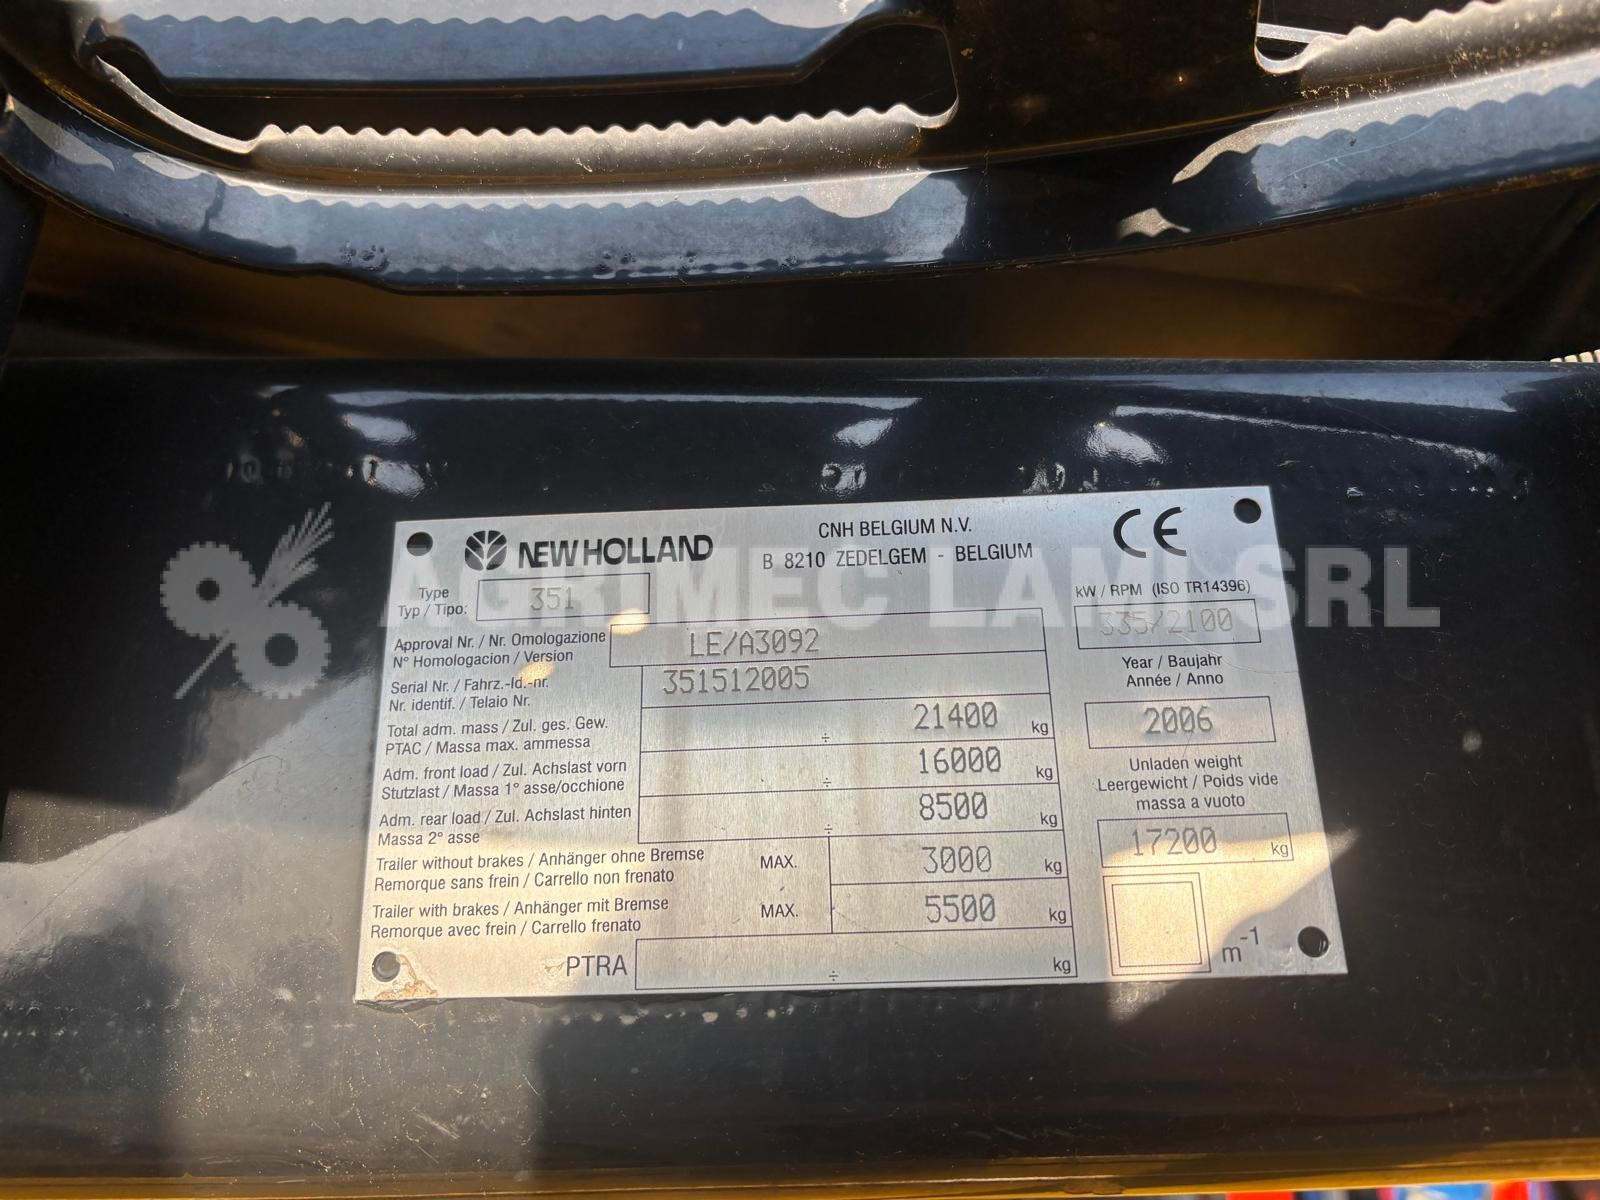 NEW HOLLAND
CNH BELGIUM N.V.
B 8210 ZEDELGEM - BELGIUM
CE
Type
Typ / Tipo:
351
kW / RPM (ISO TR14396)
335/2100
Approval Nr. / Nr. Omologazione
N° Homologacion / Version
LE/A3092
Serial Nr. / Fahrz.-Id.-nr.
Nr. identif. / Telaio Nr.
351512005
Year / Baujahr
Année / Anno
2006
Total adm. mass / Zul. ges. Gew.
PTAC / Massa max. ammessa
÷ 21400 kg
Adm. front load / Zul. Achslast vorn
Stutzlast / Massa 1° asse/occhione
÷ 16000 kg
Unladen weight
Leergewicht / Poids vide
massa a vuoto
17200 kg
Adm. rear load / Zul. Achslast hinten
Massa 2° asse
÷ 8500 kg
Trailer without brakes / Anhänger ohne Bremse
Remorque sans frein / Carrello non frenato
MAX. 3000 kg
Trailer with brakes / Anhänger mit Bremse
Remorque avec frein / Carrello frenato
MAX. 5500 kg
PTRA ÷ kg
m-1
AGRIMEC LAMI SRL